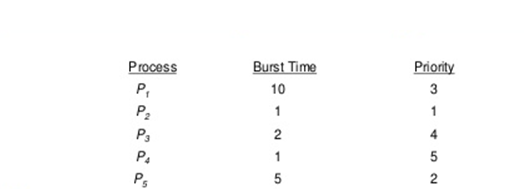 Process Burst Time Priority
P₁ 10 3
P₂ 1 1
P₃ 2 4
P₄ 1 5
P₅ 5 2